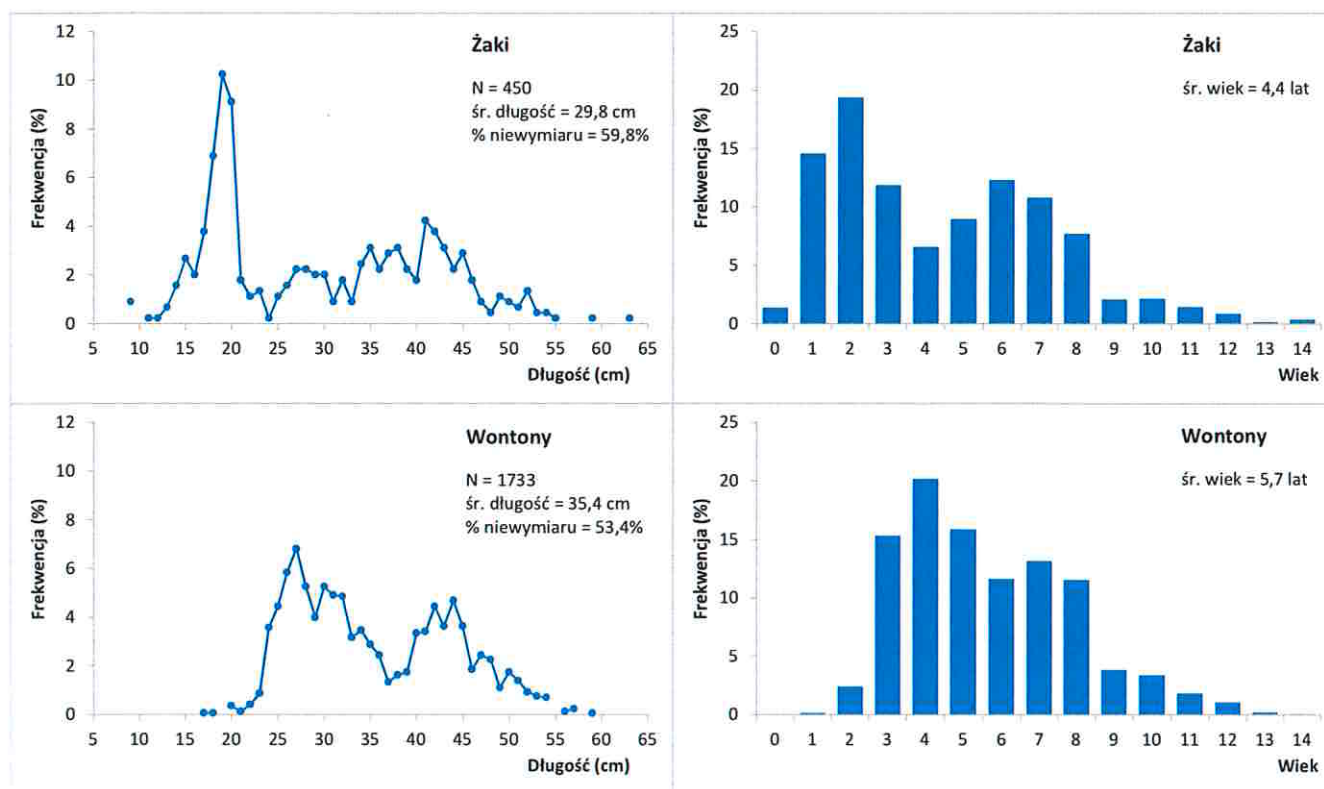 Żaki
N = 450
śr. długość = 29,8 cm
% niewymiaru = 59,8%
Frekwencja (%)
12
10
8
6
4
2
0
5 10 15 20 25 30 35 40 45 50 55 60 65
Długość (cm)
Żaki
śr. wiek = 4,4 lat
Frekwencja (%)
25
20
15
10
5
0
0 1 2 3 4 5 6 7 8 9 10 11 12 13 14
Wiek
Wontony
N = 1733
śr. długość = 35,4 cm
% niewymiaru = 53,4%
Frekwencja (%)
12
10
8
6
4
2
0
5 10 15 20 25 30 35 40 45 50 55 60 65
Długość (cm)
Wontony
śr. wiek = 5,7 lat
Frekwencja (%)
25
20
15
10
5
0
0 1 2 3 4 5 6 7 8 9 10 11 12 13 14
Wiek